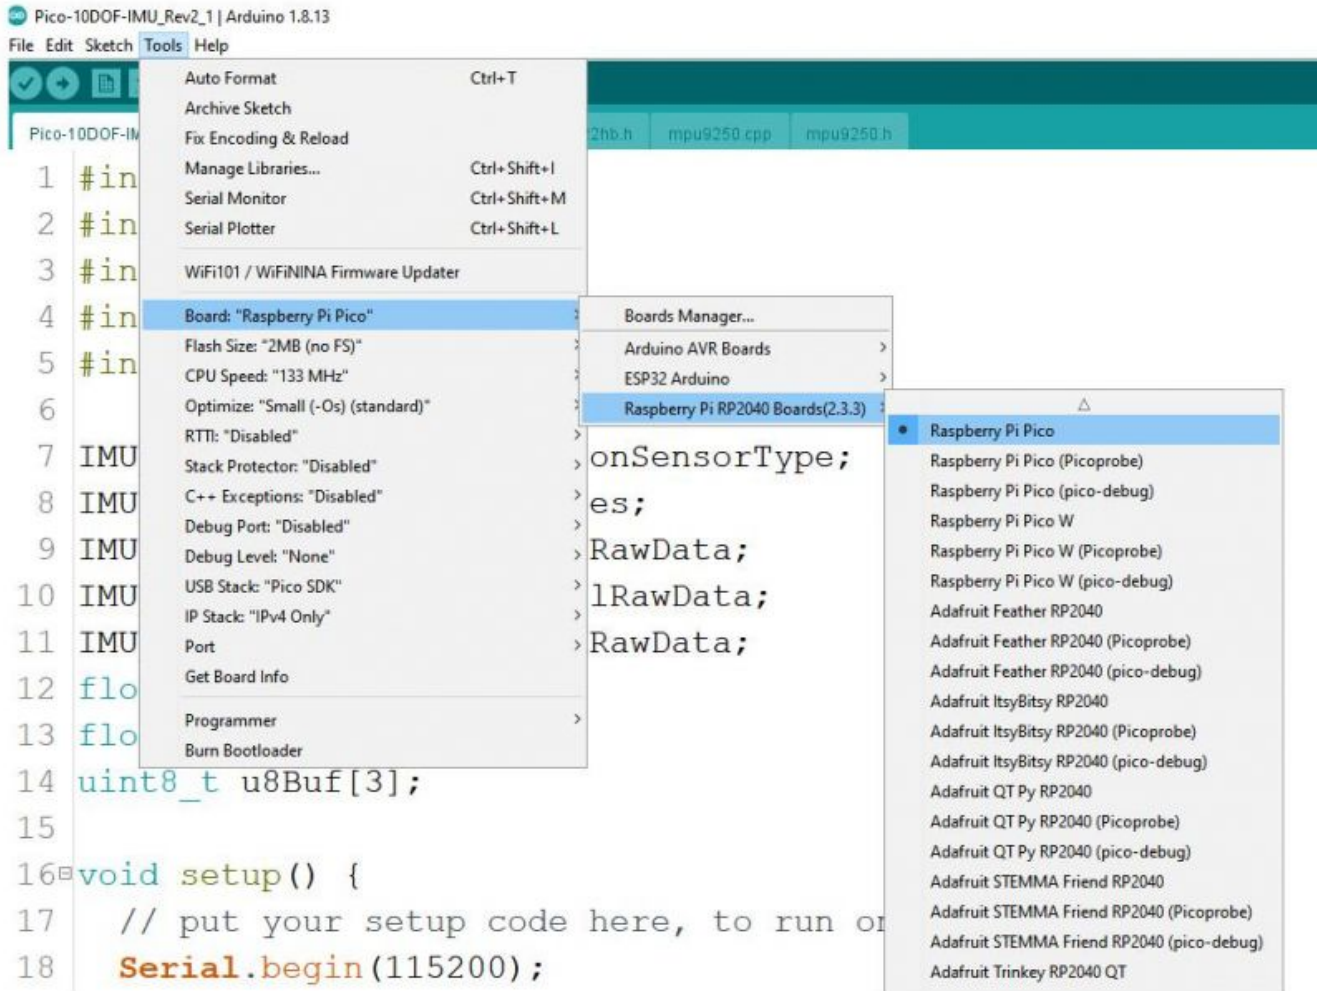 Pico-10DOF-IMU_Rev2_1 | Arduino 1.8.13
File Edit Sketch Tools Help
Auto Format Ctrl+T
Archive Sketch
Fix Encoding & Reload
Manage Libraries... Ctrl+Shift+I
Serial Monitor Ctrl+Shift+M
Serial Plotter Ctrl+Shift+L
WiFi101 / WiFiNINA Firmware Updater
Board: "Raspberry Pi Pico"
Flash Size: "2MB (no FS)"
CPU Speed: "133 MHz"
Optimize: "Small (-Os) (standard)"
RTTI: "Disabled"
Stack Protector: "Disabled"
C++ Exceptions: "Disabled"
Debug Port: "Disabled"
Debug Level: "None"
USB Stack: "Pico SDK"
IP Stack: "IPv4 Only"
Port
Get Board Info
Programmer
Burn Bootloader
Boards Manager...
Arduino AVR Boards
ESP32 Arduino
Raspberry Pi RP2040 Boards(2.3.3)
Raspberry Pi Pico
Raspberry Pi Pico (Picoprobe)
Raspberry Pi Pico (pico-debug)
Raspberry Pi Pico W
Raspberry Pi Pico W (Picoprobe)
Raspberry Pi Pico W (pico-debug)
Adafruit Feather RP2040
Adafruit Feather RP2040 (Picoprobe)
Adafruit Feather RP2040 (pico-debug)
Adafruit ItsyBitsy RP2040
Adafruit ItsyBitsy RP2040 (Picoprobe)
Adafruit ItsyBitsy RP2040 (pico-debug)
Adafruit QT Py RP2040
Adafruit QT Py RP2040 (Picoprobe)
Adafruit QT Py RP2040 (pico-debug)
Adafruit STEMMA Friend RP2040
Adafruit STEMMA Friend RP2040 (Picoprobe)
Adafruit STEMMA Friend RP2040 (pico-debug)
Adafruit Trinkey RP2040 QT
Pico-10DOF-IM 2hb.h mpu9250.cpp mpu9250.h
1 #in
2 #in
3 #in
4 #in
5 #in
6
7 IMU onSensorType;
8 IMU es;
9 IMU RawData;
10 IMU lRawData;
11 IMU RawData;
12 flo
13 flo
14 uint8_t u8Buf[3];
15
16 void setup() {
17 // put your setup code here, to run on
18 Serial.begin(115200);